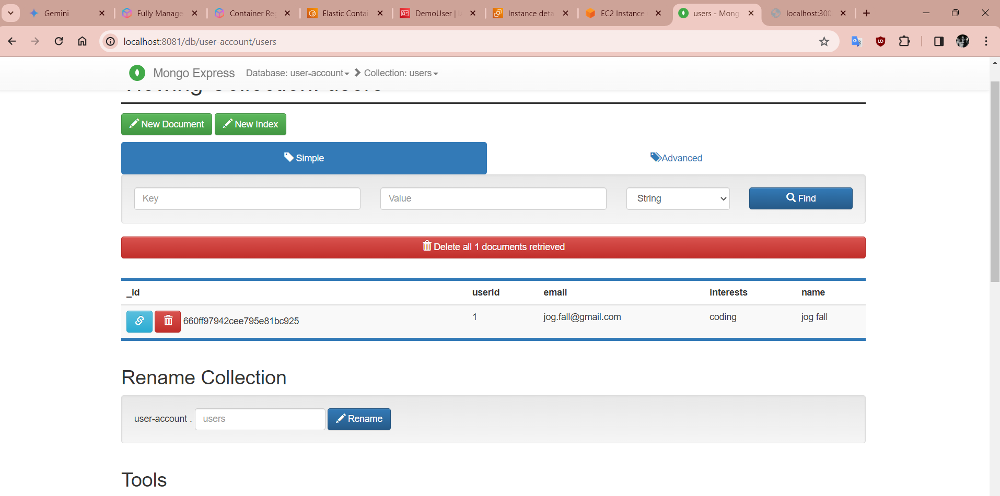 Gemini
Fully Manage
Container Re
Elastic Contai
DemoUser | I
Instance deta
EC2 Instance
users - Mong
localhost:300
localhost:8081/db/user-account/users
Mongo Express Database: user-account Collection: users
New Document New Index
Simple Advanced
Key Value String Find
Delete all 1 documents retrieved
_id userid email interests name
660ff97942cee795e81bc925 1 jog.fall@gmail.com coding jog fall
Rename Collection
user-account . users Rename
Tools